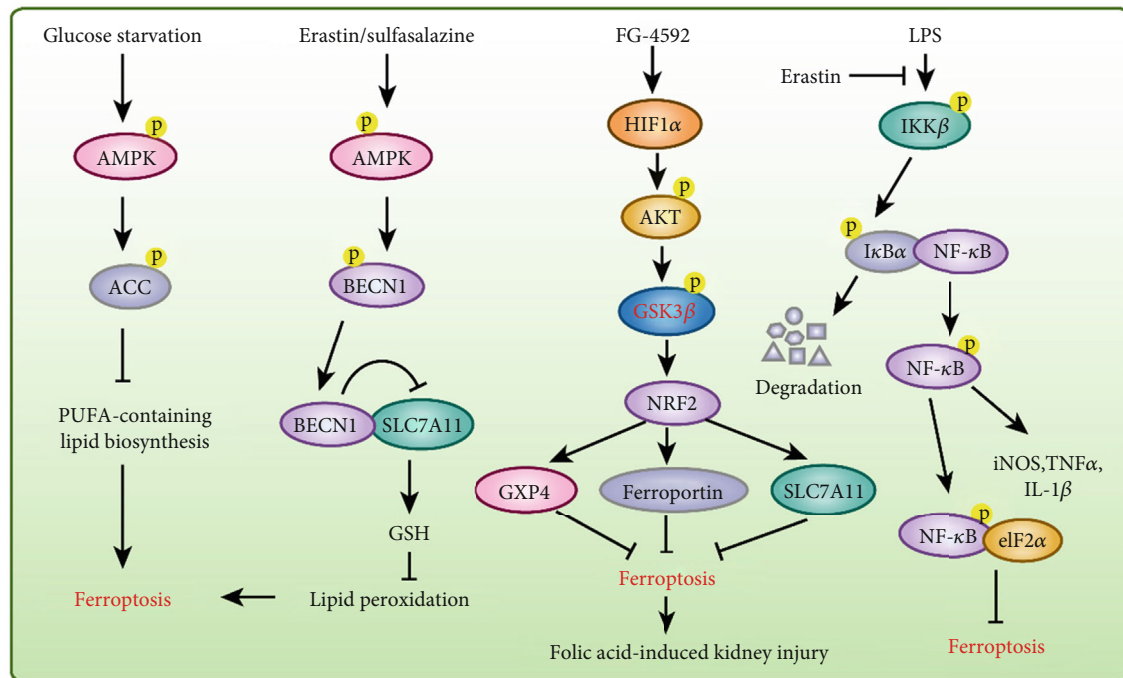 Glucose starvation
p
AMPK
p
ACC
PUFA-containing
lipid biosynthesis
Ferroptosis
Erastin/sulfasalazine
p
AMPK
p
BECN1
BECN1
SLC7A11
GSH
Lipid peroxidation
FG-4592
HIF1α
p
AKT
p
GSK3β
NRF2
GXP4
Ferroportin
SLC7A11
Ferroptosis
Folic acid-induced kidney injury
LPS
Erastin
p
IKKβ
p
IκBα
NF-κB
Degradation
p
NF-κB
iNOS,TNFα,
IL-1β
p
NF-κB
elF2α
Ferroptosis